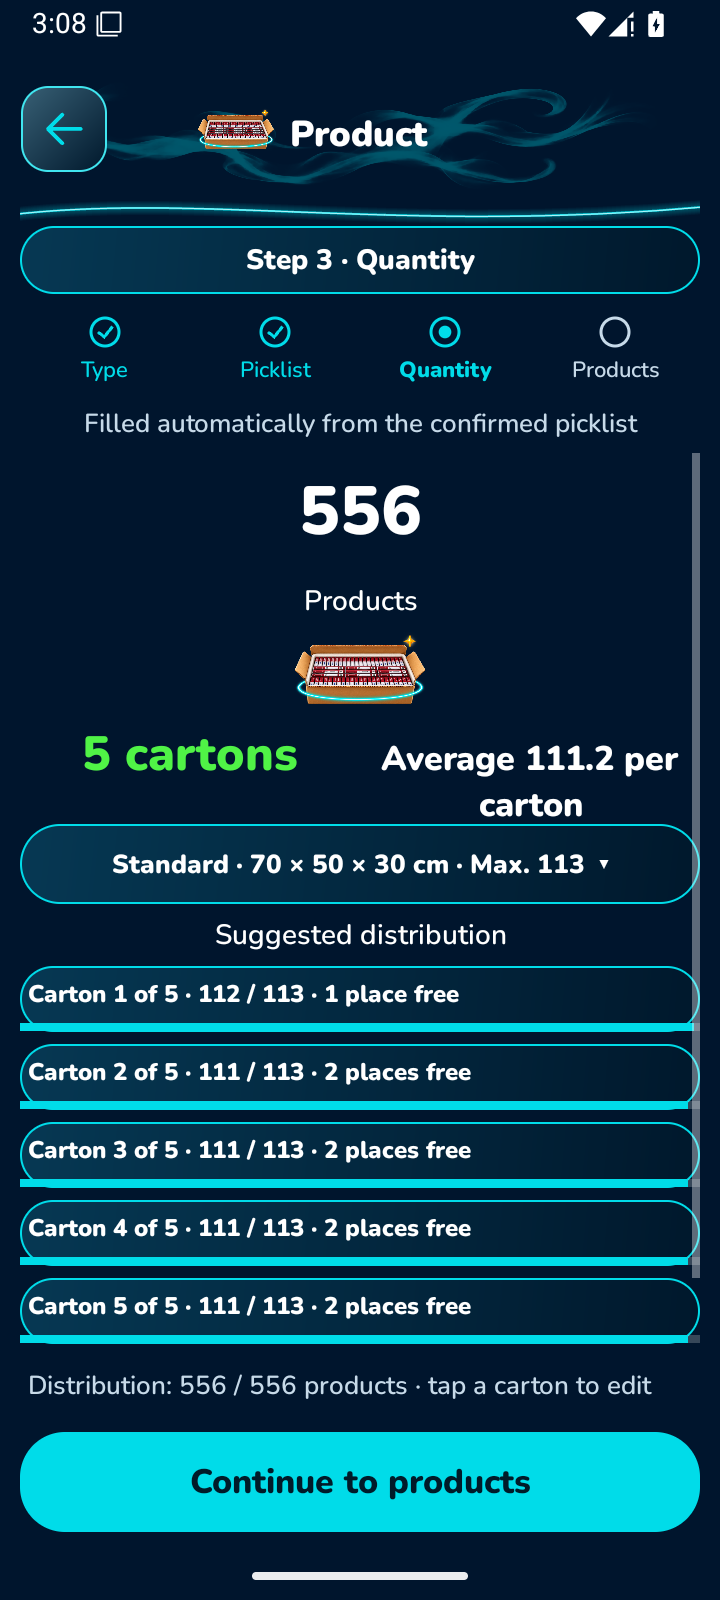 3:08
Product
Step 3 · Quantity
Type
Picklist
Quantity
Products
Filled automatically from the confirmed picklist
556
Products
5 cartons
Average 111.2 per
carton
Standard · 70 × 50 × 30 cm · Max. 113 ▼
Suggested distribution
Carton 1 of 5 · 112 / 113 · 1 place free
Carton 2 of 5 · 111 / 113 · 2 places free
Carton 3 of 5 · 111 / 113 · 2 places free
Carton 4 of 5 · 111 / 113 · 2 places free
Carton 5 of 5 · 111 / 113 · 2 places free
Distribution: 556 / 556 products · tap a carton to edit
Continue to products